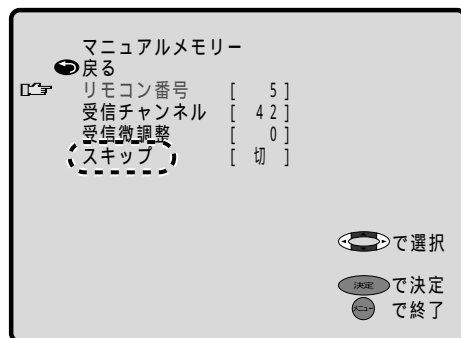 マニュアルメモリー
戻る
リモコン番号 [ 5]
受信チャンネル [ 42]
受信微調整 [ 0]
スキップ [ 切 ]
で選択
決定 で決定
メニュー で終了